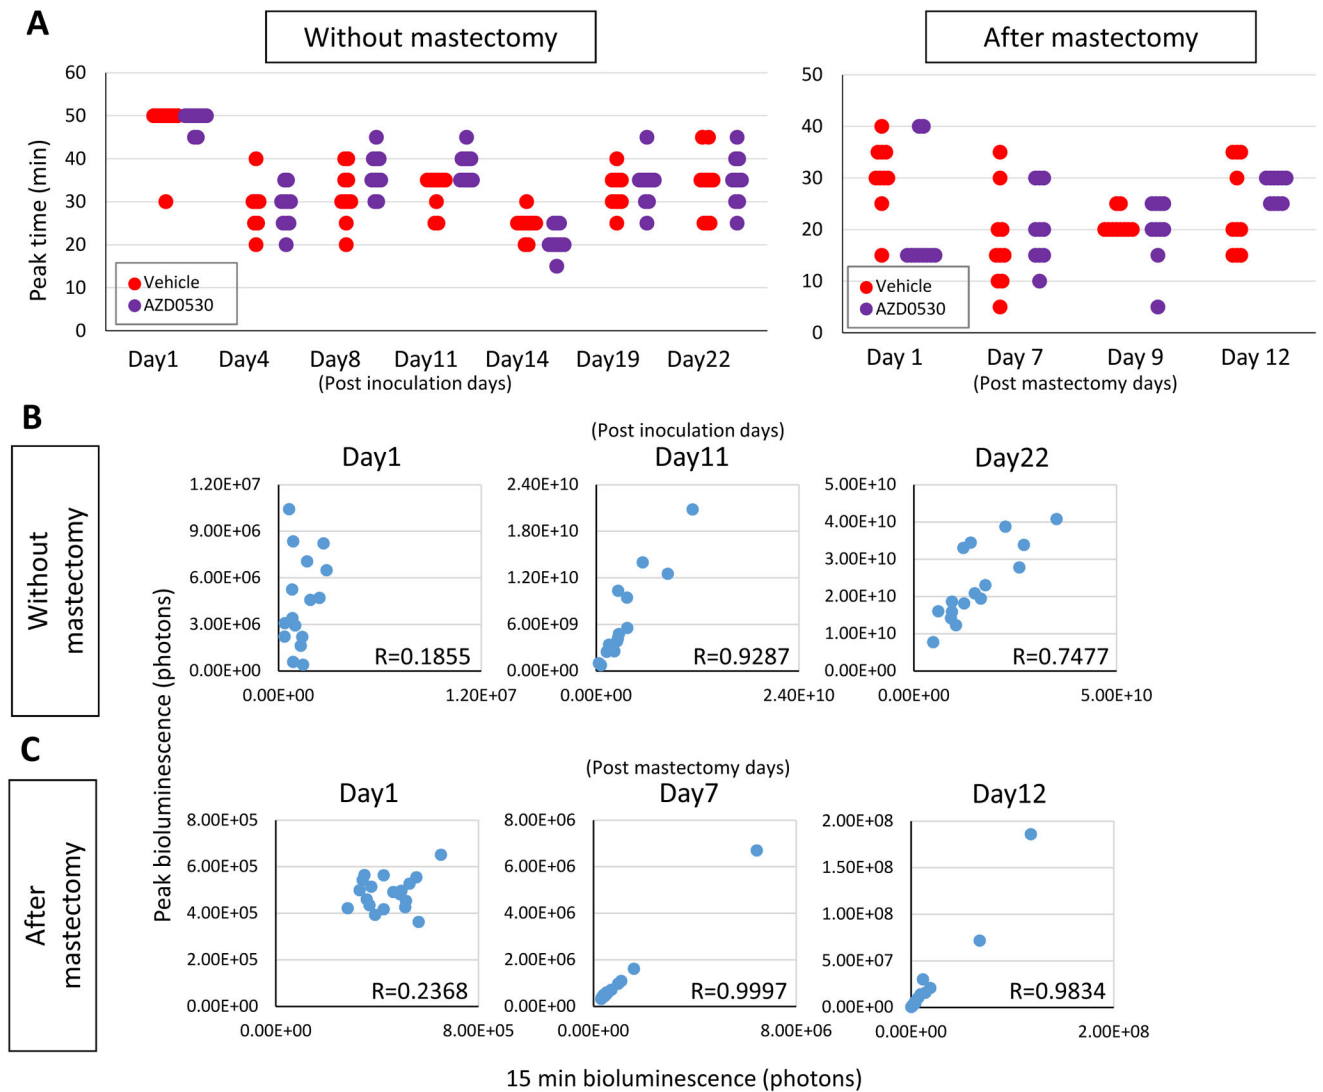 A
Without mastectomy
After mastectomy
Peak time (min)
60
50
40
30
20
10
0
Vehicle
AZD0530
Day1 Day4 Day8 Day11 Day14 Day19 Day22
(Post inoculation days)
50
40
30
20
10
0
Vehicle
AZD0530
Day 1 Day 7 Day 9 Day 12
(Post mastectomy days)
B
Without
mastectomy
Peak bioluminescence (photons)
(Post inoculation days)
Day1
1.20E+07
9.00E+06
6.00E+06
3.00E+06
0.00E+00
R=0.1855
0.00E+00 1.20E+07
Day11
2.40E+10
1.80E+10
1.20E+10
6.00E+09
0.00E+00
R=0.9287
0.00E+00 2.40E+10
Day22
5.00E+10
4.00E+10
3.00E+10
2.00E+10
1.00E+10
0.00E+00
R=0.7477
0.00E+00 5.00E+10
C
After
mastectomy
(Post mastectomy days)
Day1
8.00E+05
6.00E+05
4.00E+05
2.00E+05
0.00E+00
R=0.2368
0.00E+00 8.00E+05
Day7
8.00E+06
6.00E+06
4.00E+06
2.00E+06
0.00E+00
R=0.9997
0.00E+00 8.00E+06
Day12
2.00E+08
1.50E+08
1.00E+08
5.00E+07
0.00E+00
R=0.9834
0.00E+00 2.00E+08
15 min bioluminescence (photons)